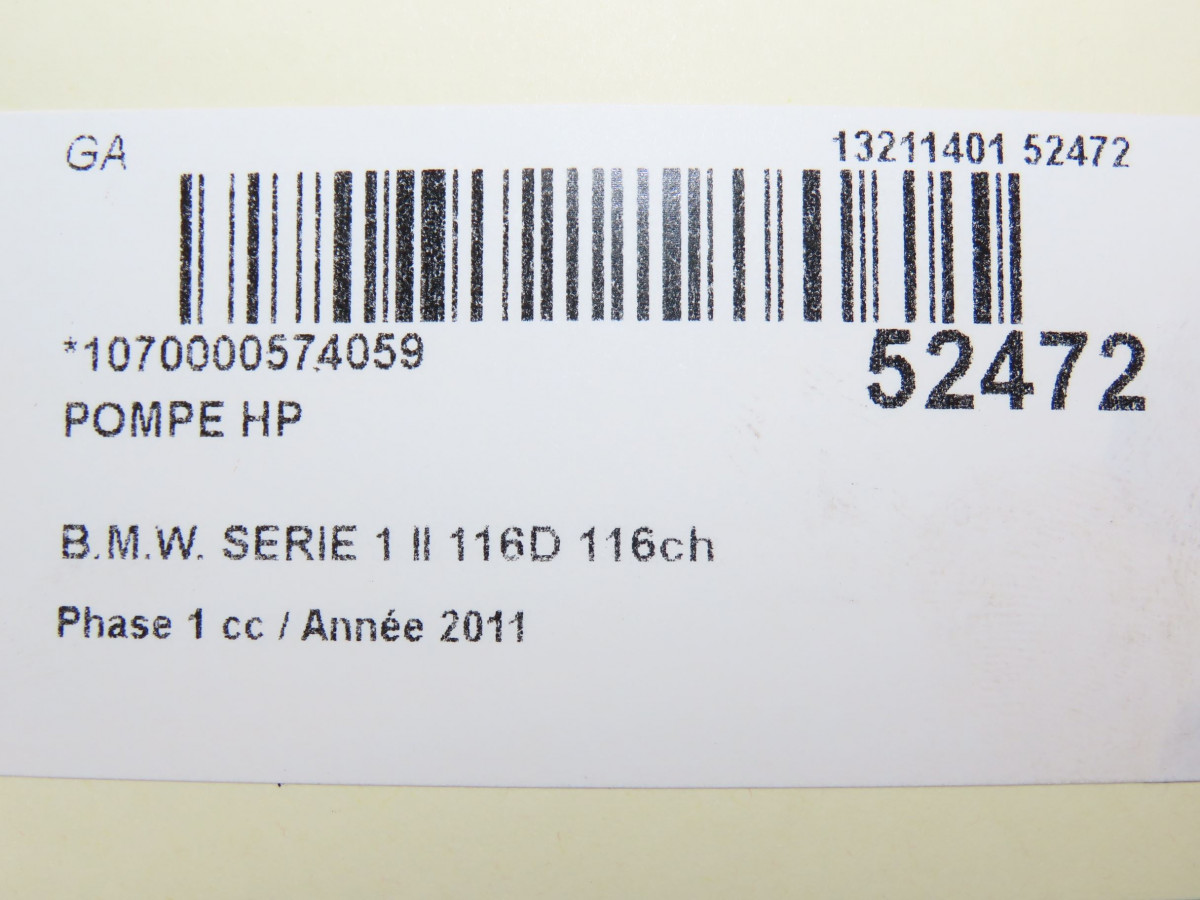 GA
13211401 52472
*1070000574059
52472
POMPE HP
B.M.W. SERIE 1 II 116D 116ch
Phase 1 cc / Année 2011